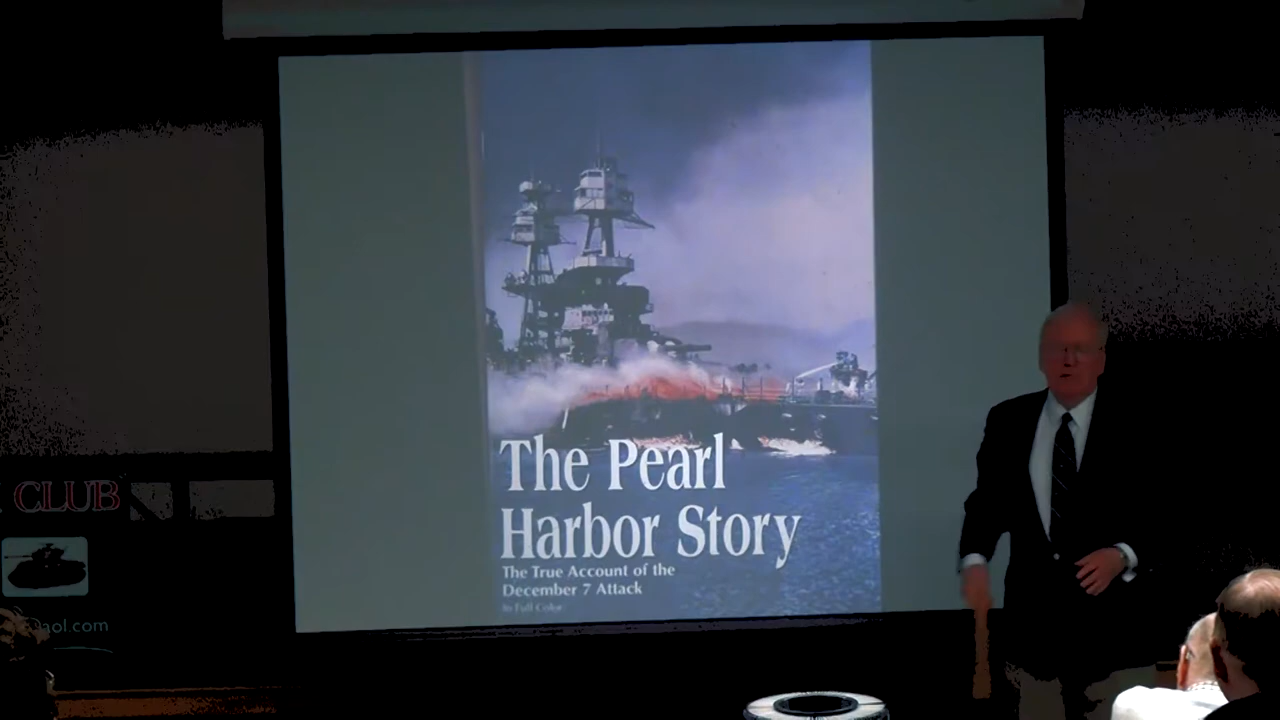 The Pearl
Harbor Story
The True Account of the
December 7 Attack
In Full Color
CLUB
aol.com